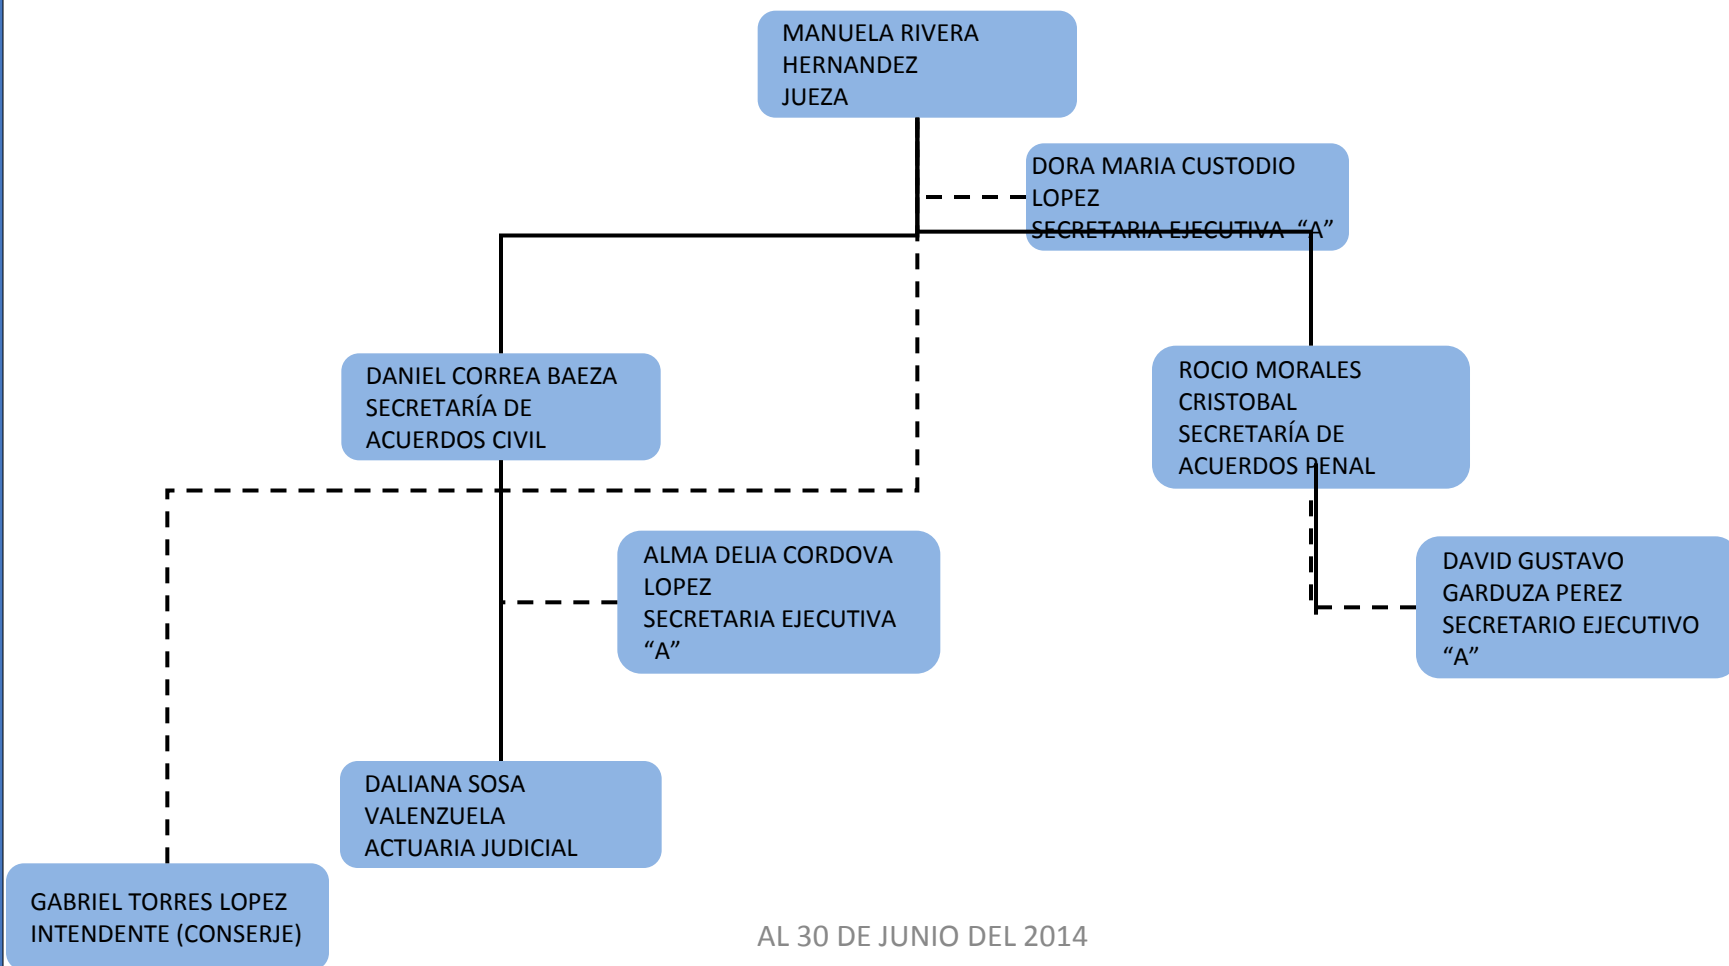 MANUELA RIVERA
HERNANDEZ
JUEZA
DORA MARIA CUSTODIO
LOPEZ
SECRETARIA EJECUTIVA “A”
DANIEL CORREA BAEZA
SECRETARÍA DE
ACUERDOS CIVIL
ROCIO MORALES
CRISTOBAL
SECRETARÍA DE
ACUERDOS PENAL
ALMA DELIA CORDOVA
LOPEZ
SECRETARIA EJECUTIVA
“A”
DAVID GUSTAVO
GARDUZA PEREZ
SECRETARIO EJECUTIVO
“A”
DALIANA SOSA
VALENZUELA
ACTUARIA JUDICIAL
GABRIEL TORRES LOPEZ
INTENDENTE (CONSERJE)
AL 30 DE JUNIO DEL 2014